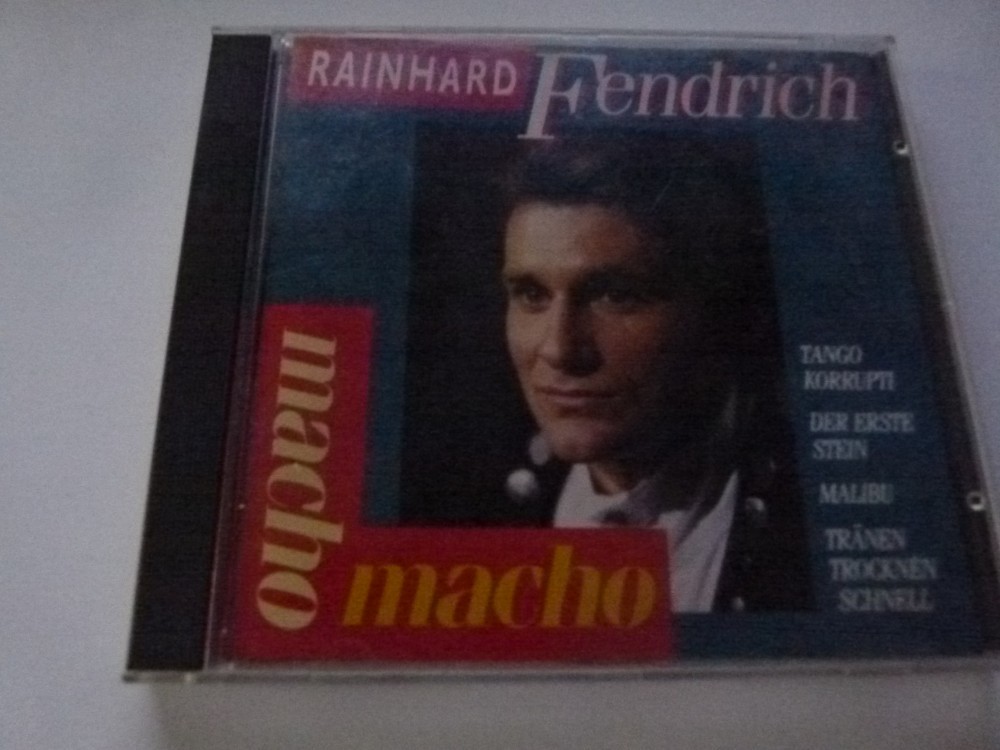 RAINHARD Fendrich
macho
macho
TANGO
KORRUPTI
DER ERSTE
STEIN
MALIBU
TRÄNEN
TROCKNEN
SCHNELL